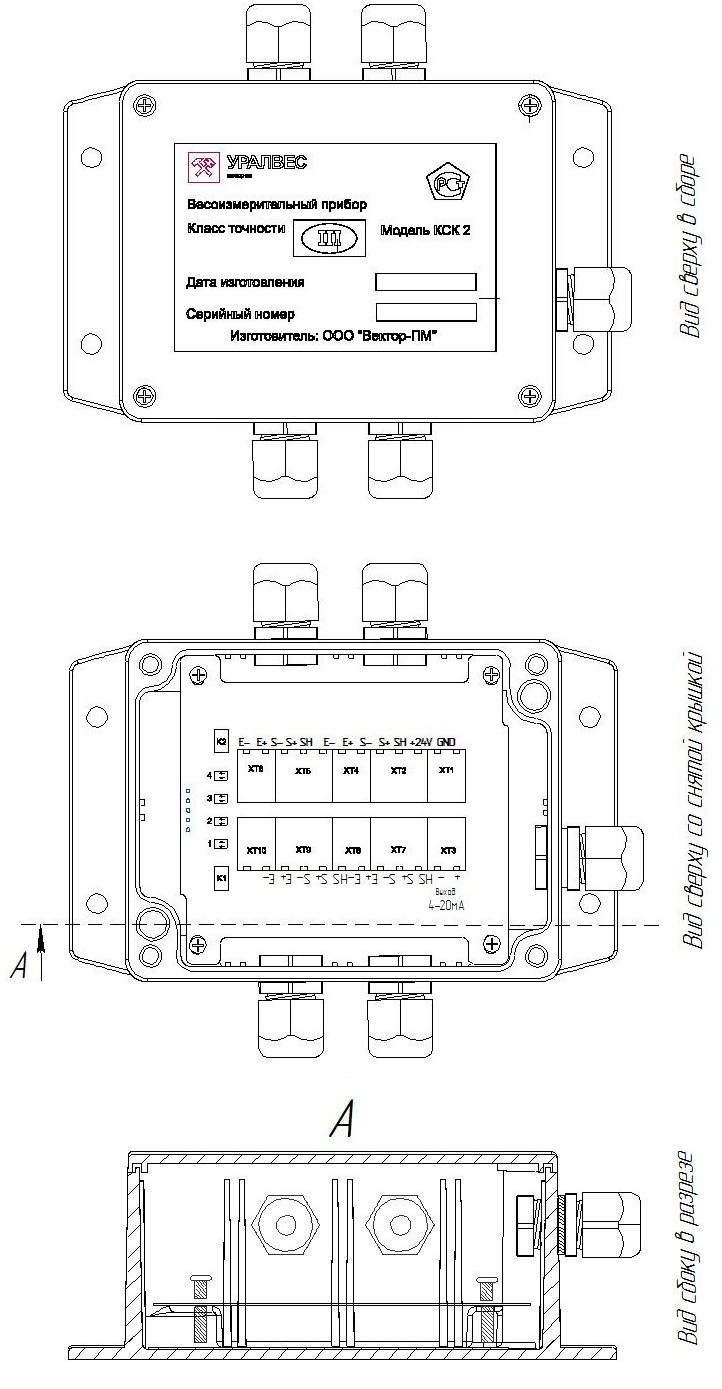 УРАЛВЕС
Весоизмерительный прибор
Класс точности III Модель КСК 2
Дата изготовления
Серийный номер
Изготовитель: ООО "Вектор-ПМ"
Вид сверху в сборе
E- E+ S- S+ SH E- E+ S- S+ SH +24V GND
K2
XT6 XT5 XT4 XT2 XT1
4
3
2
1
XT10 XT9 XT8 XT7 XT3
K1
E- E+ S- S+ SH E- E+ S- S+ SH - +
Выход
4-20мА
Вид сверху со снятой крышкой
А
А
Вид сбоку в разрезе